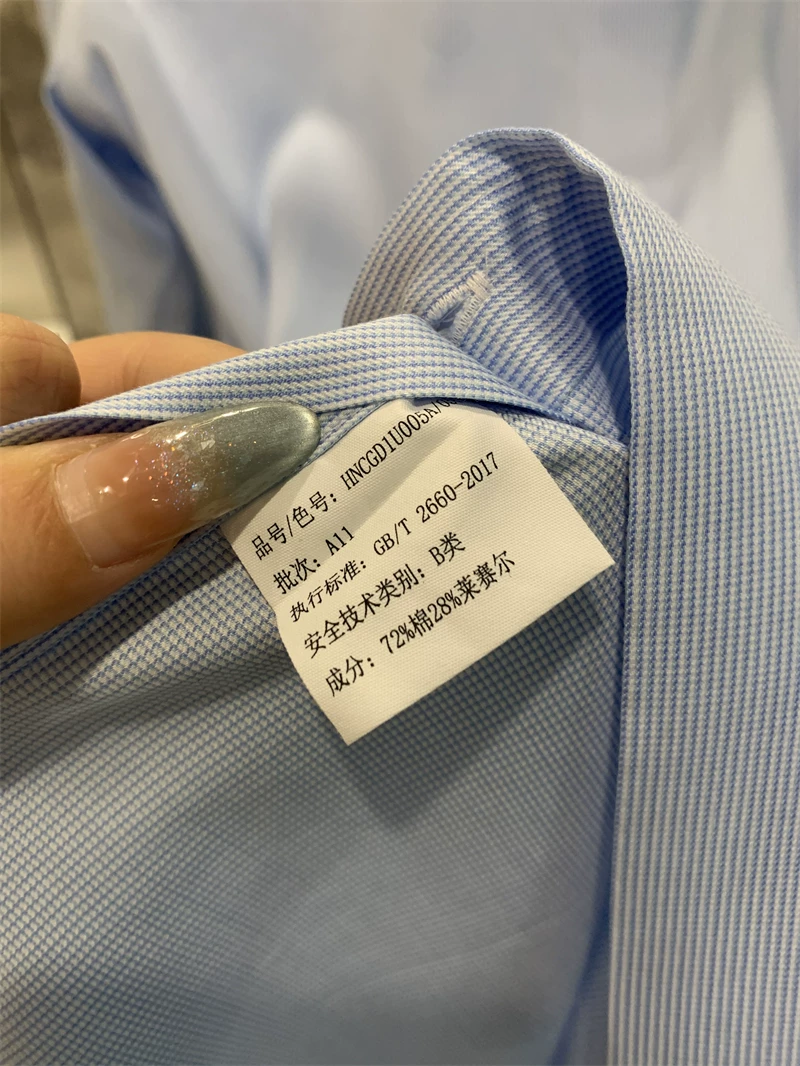 品号/色号: HNCGD1U005A/
批次: A11
执行标准: GB/T 2660-2017
安全技术类别: B类
成分: 72%棉28%莱赛尔